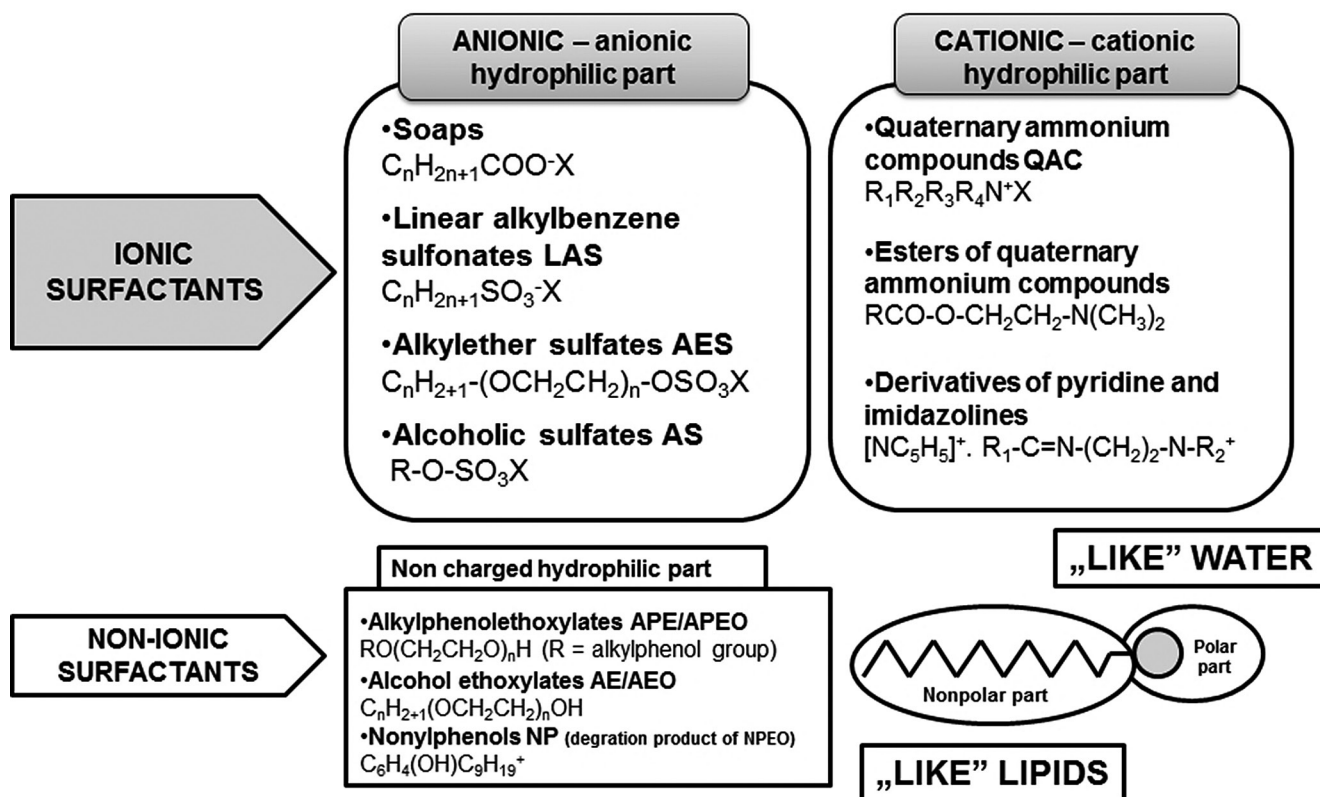 ANIONIC – anionic
hydrophilic part
CATIONIC – cationic
hydrophilic part
IONIC
SURFACTANTS
•Soaps
CₙH₂ₙ₊₁COO⁻X
•Linear alkylbenzene
sulfonates LAS
CₙH₂ₙ₊₁SO₃⁻X
•Alkylether sulfates AES
CₙH₂₊₁-(OCH₂CH₂)ₙ-OSO₃X
•Alcoholic sulfates AS
R-O-SO₃X
•Quaternary ammonium
compounds QAC
R₁R₂R₃R₄N⁺X
•Esters of quaternary
ammonium compounds
RCO-O-CH₂CH₂-N(CH₃)₂
•Derivatives of pyridine and
imidazolines
[NC₅H₅]⁺. R₁-C=N-(CH₂)₂-N-R₂⁺
NON-IONIC
SURFACTANTS
Non charged hydrophilic part
•Alkylphenolethoxylates APE/APEO
RO(CH₂CH₂O)ₙH (R = alkylphenol group)
•Alcohol ethoxylates AE/AEO
CₙH₂₊₁(OCH₂CH₂)ₙOH
•Nonylphenols NP (degration product of NPEO)
C₆H₄(OH)C₉H₁₉⁺
„LIKE” WATER
Polar
part
Nonpolar part
„LIKE” LIPIDS